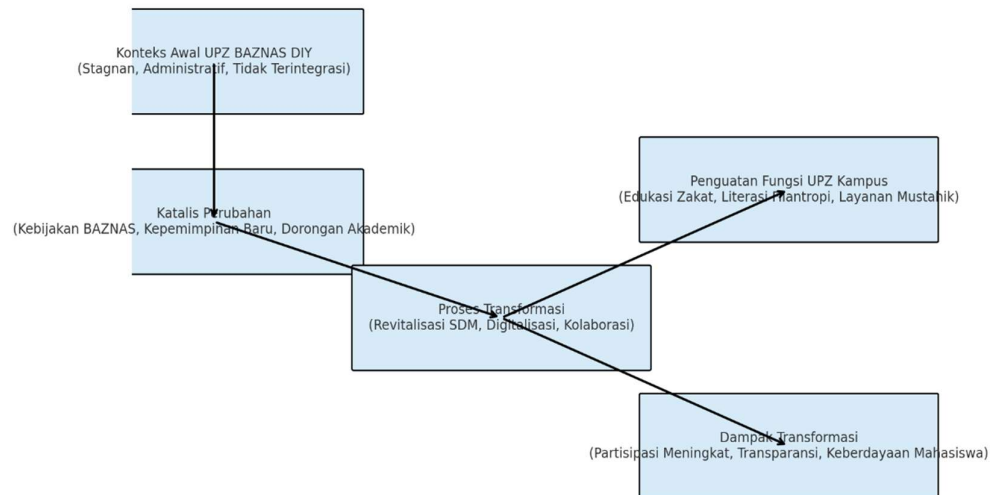 Konteks Awal UPZ BAZNAS DIY
(Stagnan, Administratif, Tidak Terintegrasi)
Katalis Perubahan
(Kebijakan BAZNAS, Kepemimpinan Baru, Dorongan Akademik)
Proses Transformasi
(Revitalisasi SDM, Digitalisasi, Kolaborasi)
Penguatan Fungsi UPZ Kampus
(Edukasi Zakat, Literasi Filantropi, Layanan Mustahik)
Dampak Transformasi
(Partisipasi Meningkat, Transparansi, Keberdayaan Mahasiswa)